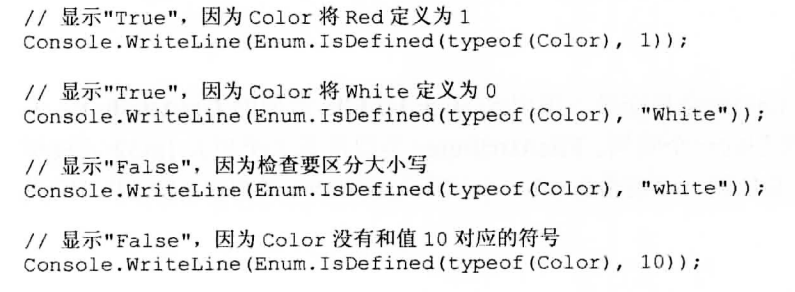 // 显示"True"，因为 Color 将 Red 定义为 1
Console.WriteLine(Enum.IsDefined(typeof(Color), 1));
// 显示"True"，因为 Color 将 White 定义为 0
Console.WriteLine(Enum.IsDefined(typeof(Color), "White"));
// 显示"False"，因为检查要区分大小写
Console.WriteLine(Enum.IsDefined(typeof(Color), "white"));
// 显示"False"，因为 Color 没有和值 10 对应的符号
Console.WriteLine(Enum.IsDefined(typeof(Color), 10));